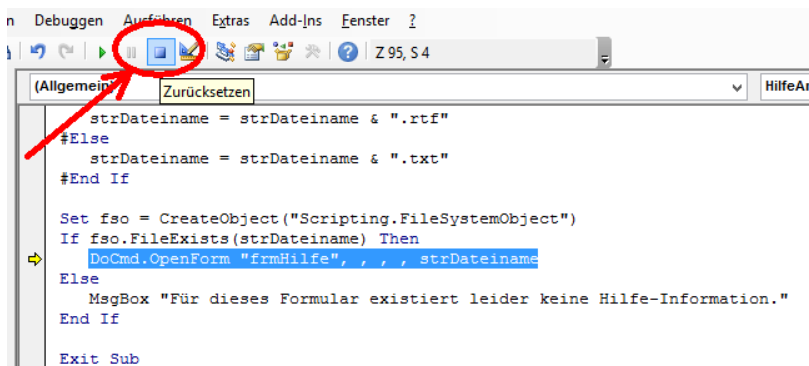 n Debuggen Ausführen Extras Add-Ins Fenster ?
Z 95, S 4
(Allgemein)
HilfeAn
Zurücksetzen
strDateiname = strDateiname & ".rtf"
#Else
strDateiname = strDateiname & ".txt"
#End If
Set fso = CreateObject("Scripting.FileSystemObject")
If fso.FileExists(strDateiname) Then
DoCmd.OpenForm "frmHilfe", , , , strDateiname
Else
MsgBox "Für dieses Formular existiert leider keine Hilfe-Information."
End If
Exit Sub